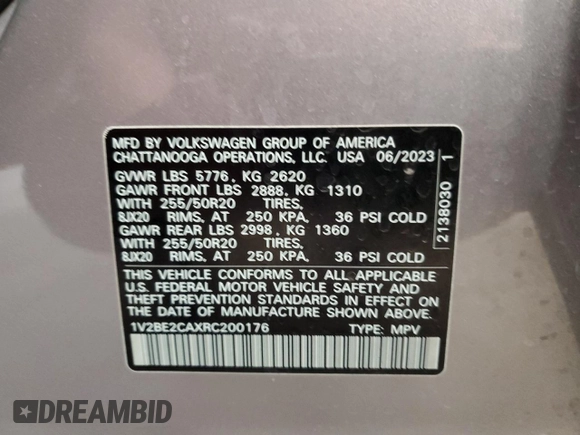 MFD BY VOLKSWAGEN GROUP OF AMERICA
CHATTANOOGA OPERATIONS, LLC. USA 06/2023
GVWR LBS 5776, KG 2620
GAWR FRONT LBS 2888, KG 1310
WITH 255/50R20 TIRES,
8JX20 RIMS, AT 250 KPA, 36 PSI COLD
GAWR REAR LBS 2998, KG 1360
WITH 255/50R20 TIRES,
8JX20 RIMS, AT 250 KPA, 36 PSI COLD
THIS VEHICLE CONFORMS TO ALL APPLICABLE
U.S. FEDERAL MOTOR VEHICLE SAFETY AND
THEFT PREVENTION STANDARDS IN EFFECT ON
THE DATE OF MANUFACTURE SHOWN ABOVE.
1V2BE2CAXRC200176 TYPE: MPV
2138030 1
DREAMBID